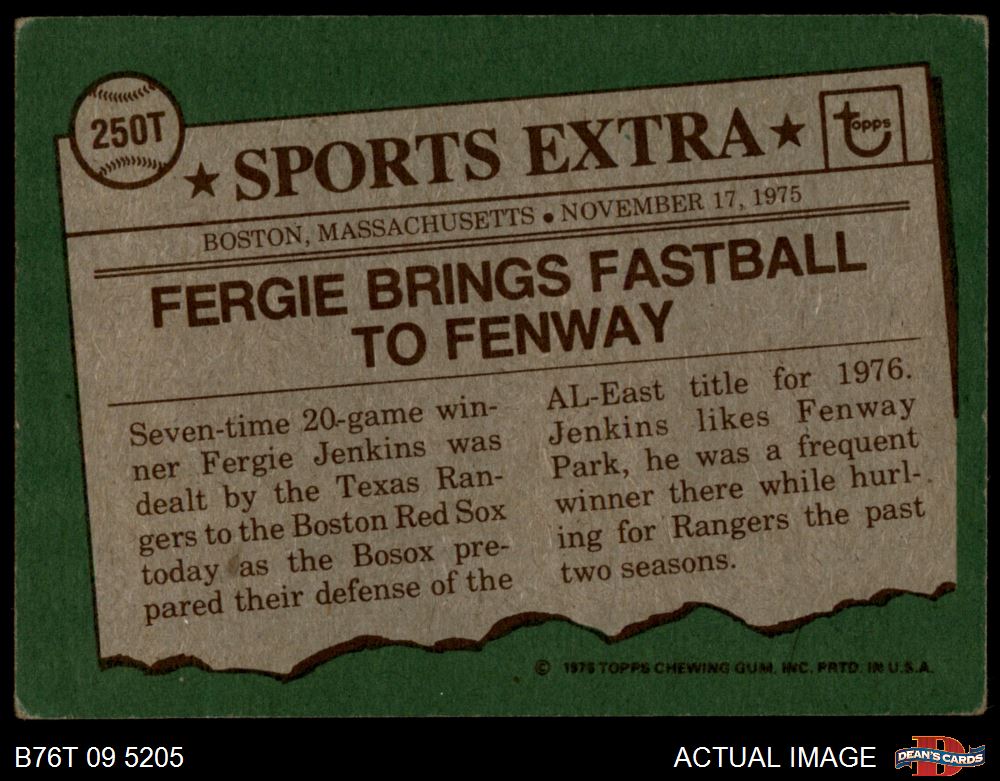 250T
★ SPORTS EXTRA ★
topps
BOSTON, MASSACHUSETTS • NOVEMBER 17, 1975
FERGIE BRINGS FASTBALL
TO FENWAY
Seven-time 20-game win-
ner Fergie Jenkins was
dealt by the Texas Ran-
gers to the Boston Red Sox
today as the Bosox pre-
pared their defense of the
AL-East title for 1976.
Jenkins likes Fenway
Park, he was a frequent
winner there while hurl-
ing for Rangers the past
two seasons.
© 1976 TOPPS CHEWING GUM, INC. PRTD. IN U.S.A.
B76T 09 5205
ACTUAL IMAGE
D
DEAN'S CARDS